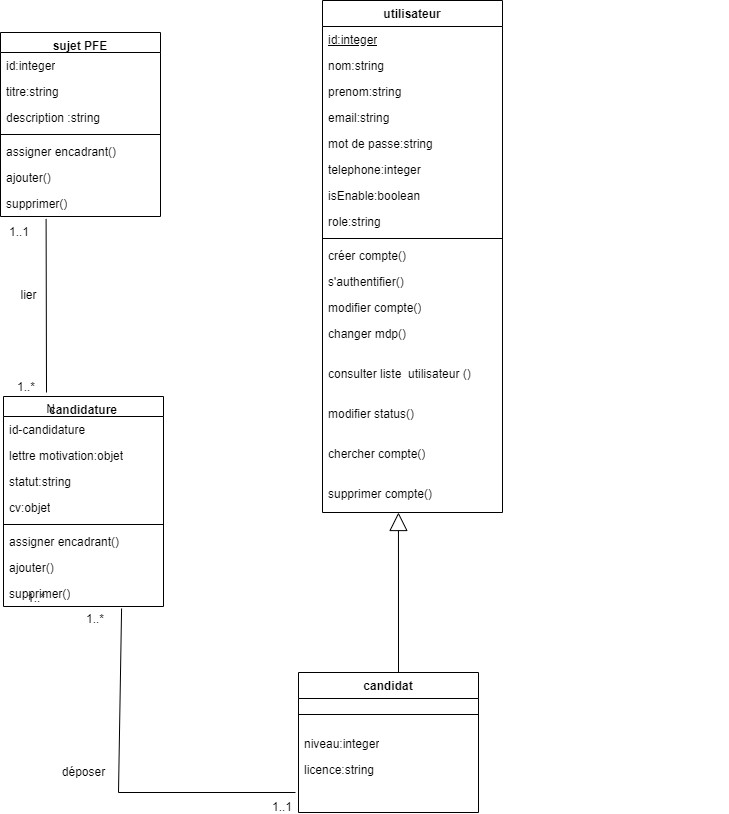 sujet PFE
id:integer
titre:string
description :string
assigner encadrant()
ajouter()
supprimer()
1..1
lier
1..*
N
candidature
id-candidature
lettre motivation:objet
statut:string
cv:objet
assigner encadrant()
ajouter()
supprimer()
1..*
1..*
déposer
1..1
utilisateur
id:integer
nom:string
prenom:string
email:string
mot de passe:string
telephone:integer
isEnable:boolean
role:string
créer compte()
s'authentifier()
modifier compte()
changer mdp()
consulter liste  utilisateur ()
modifier status()
chercher compte()
supprimer compte()
candidat
niveau:integer
licence:string